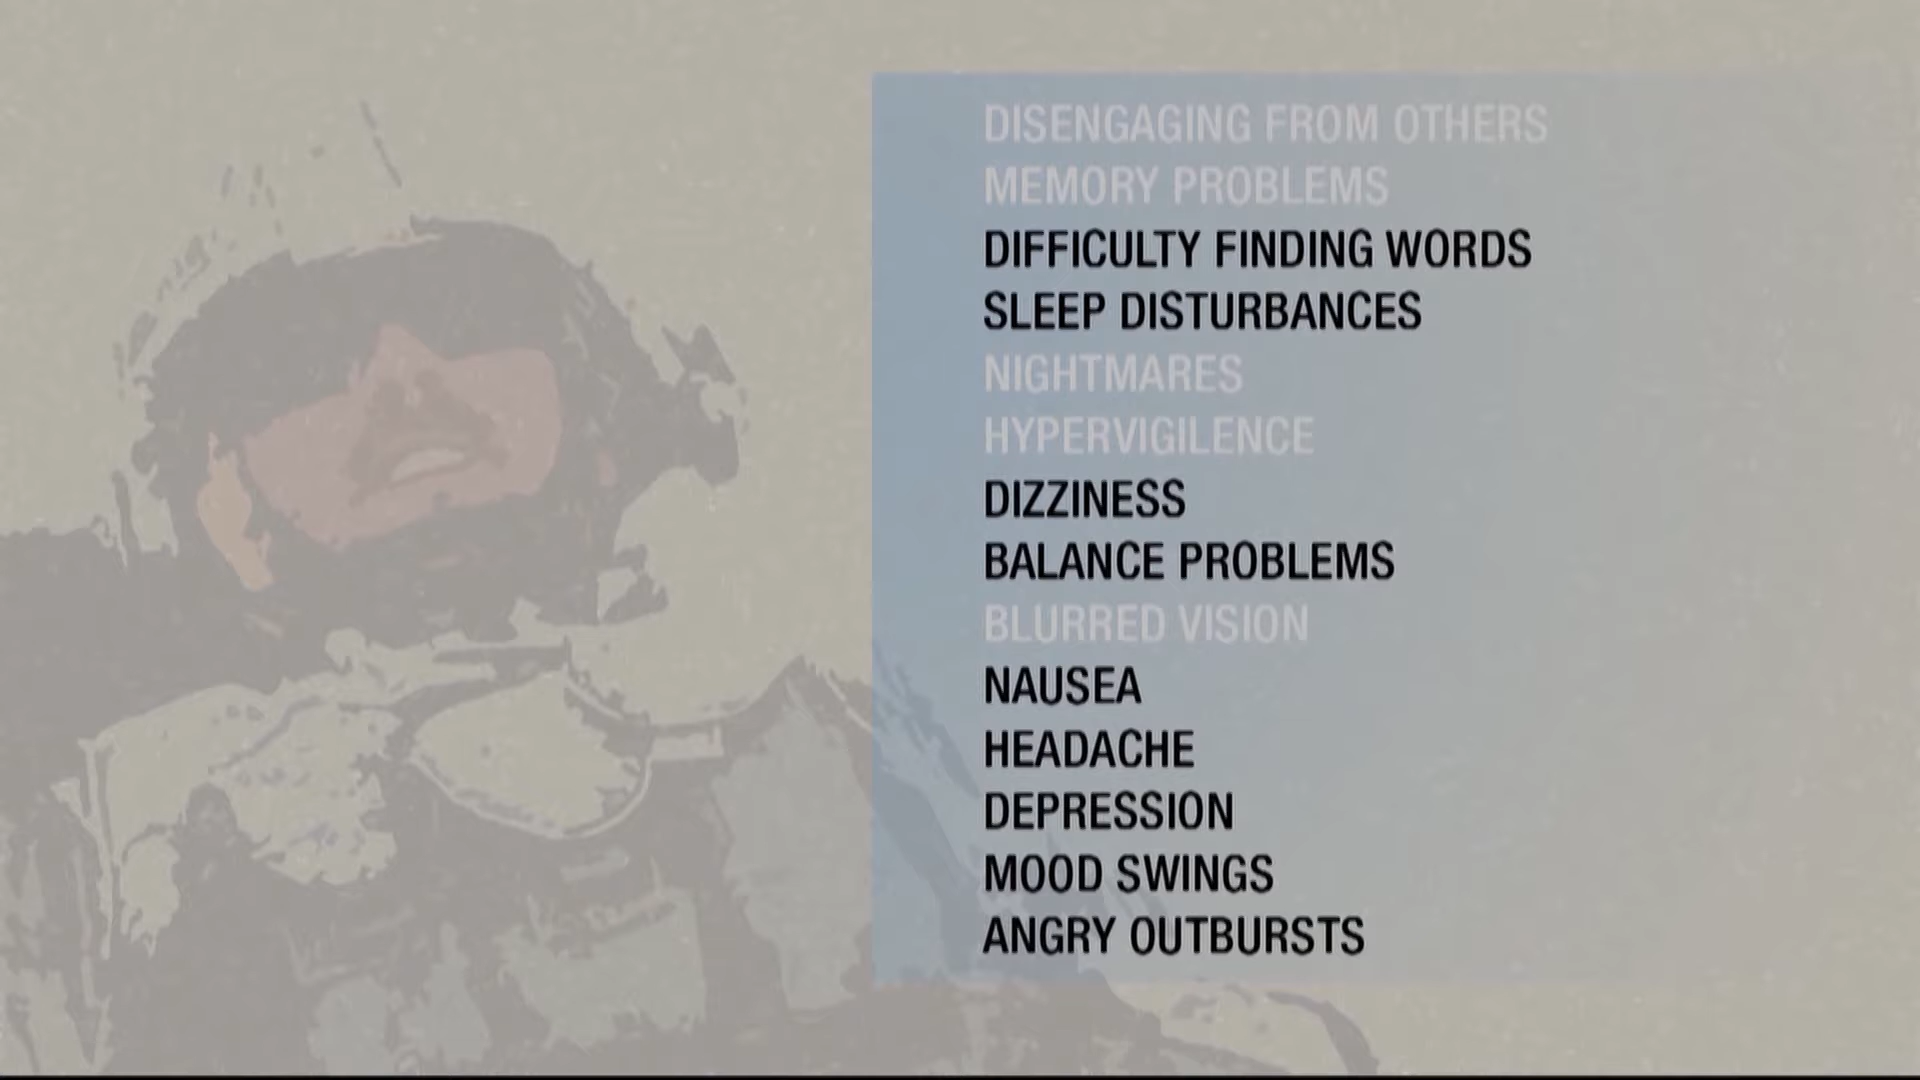 DISENGAGING FROM OTHERS
MEMORY PROBLEMS
DIFFICULTY FINDING WORDS
SLEEP DISTURBANCES
NIGHTMARES
HYPERVIGILENCE
DIZZINESS
BALANCE PROBLEMS
BLURRED VISION
NAUSEA
HEADACHE
DEPRESSION
MOOD SWINGS
ANGRY OUTBURSTS